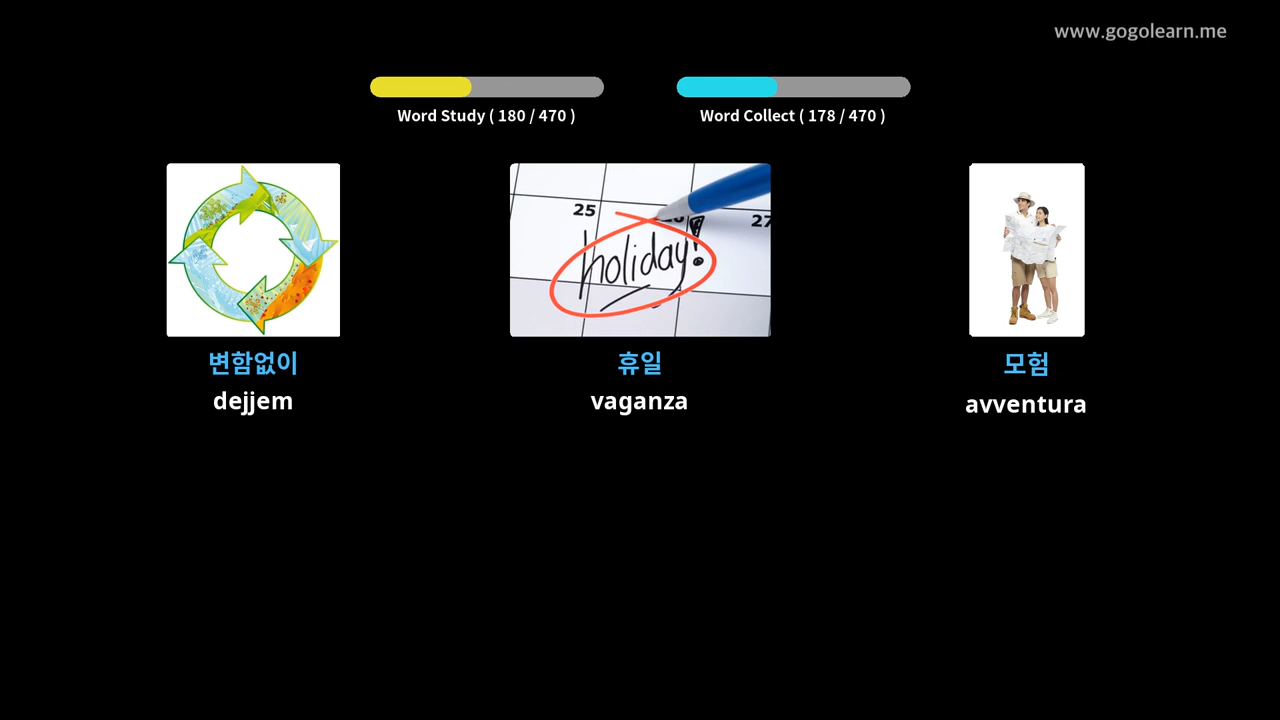 www.gogolearn.me
Word Study ( 180 / 470 )
Word Collect ( 178 / 470 )
25
27
holiday!
변함없이
휴일
모험
dejjem
vaganza
avventura